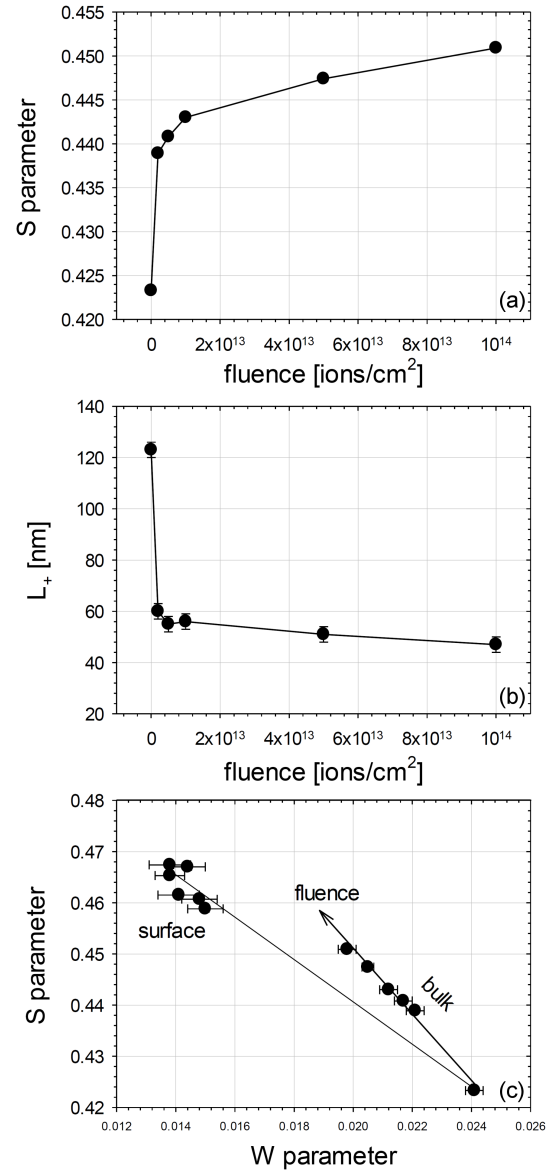 0.455
0.450
0.445
0.440
0.435
0.430
0.425
0.420
S parameter
(a)
0 2x10¹³ 4x10¹³ 6x10¹³ 8x10¹³ 10¹⁴
fluence [ions/cm²]
140
120
100
80
60
40
20
L₊ [nm]
(b)
0 2x10¹³ 4x10¹³ 6x10¹³ 8x10¹³ 10¹⁴
fluence [ions/cm²]
0.48
0.47
0.46
0.45
0.44
0.43
0.42
S parameter
fluence
surface
bulk
(c)
0.012 0.014 0.016 0.018 0.020 0.022 0.024 0.026
W parameter